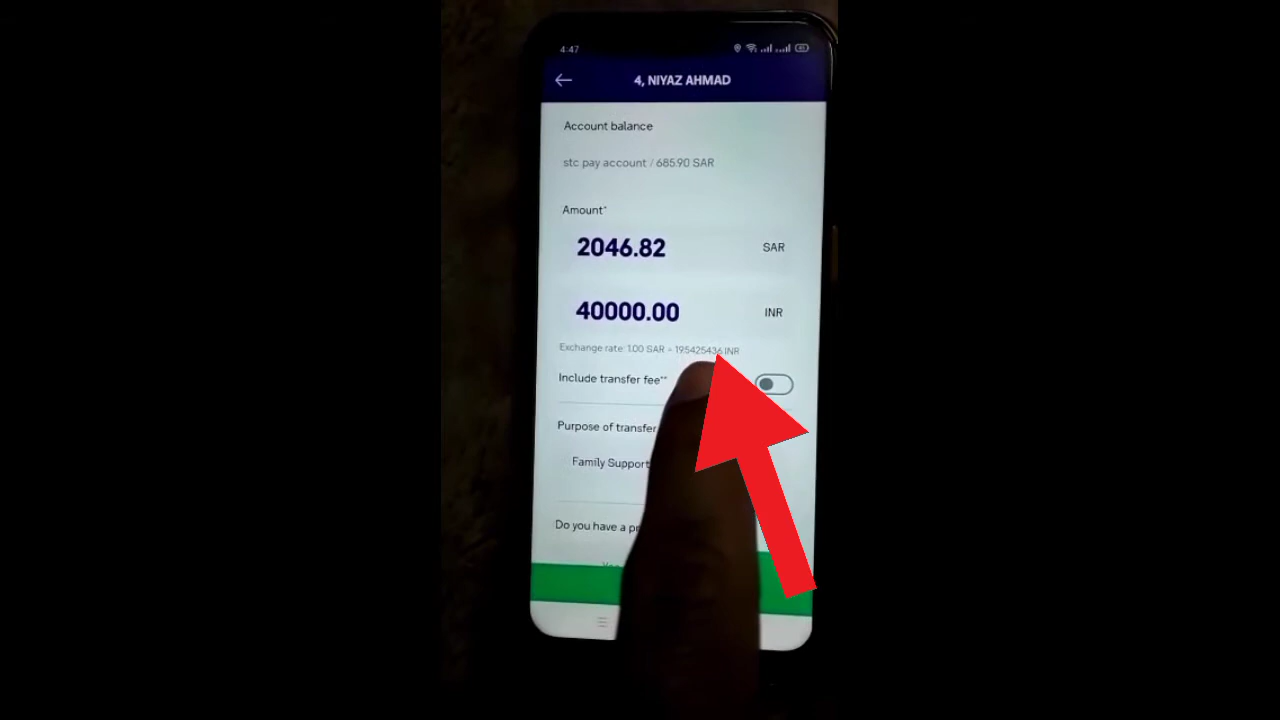 4:47
4, NIYAZ AHMAD
Account balance
stc pay account / 685.90 SAR
Amount*
2046.82 SAR
40000.00 INR
Exchange rate: 1.00 SAR = 19.5425436 INR
Include transfer fee**
Purpose of transfer
Family Support
Do you have a